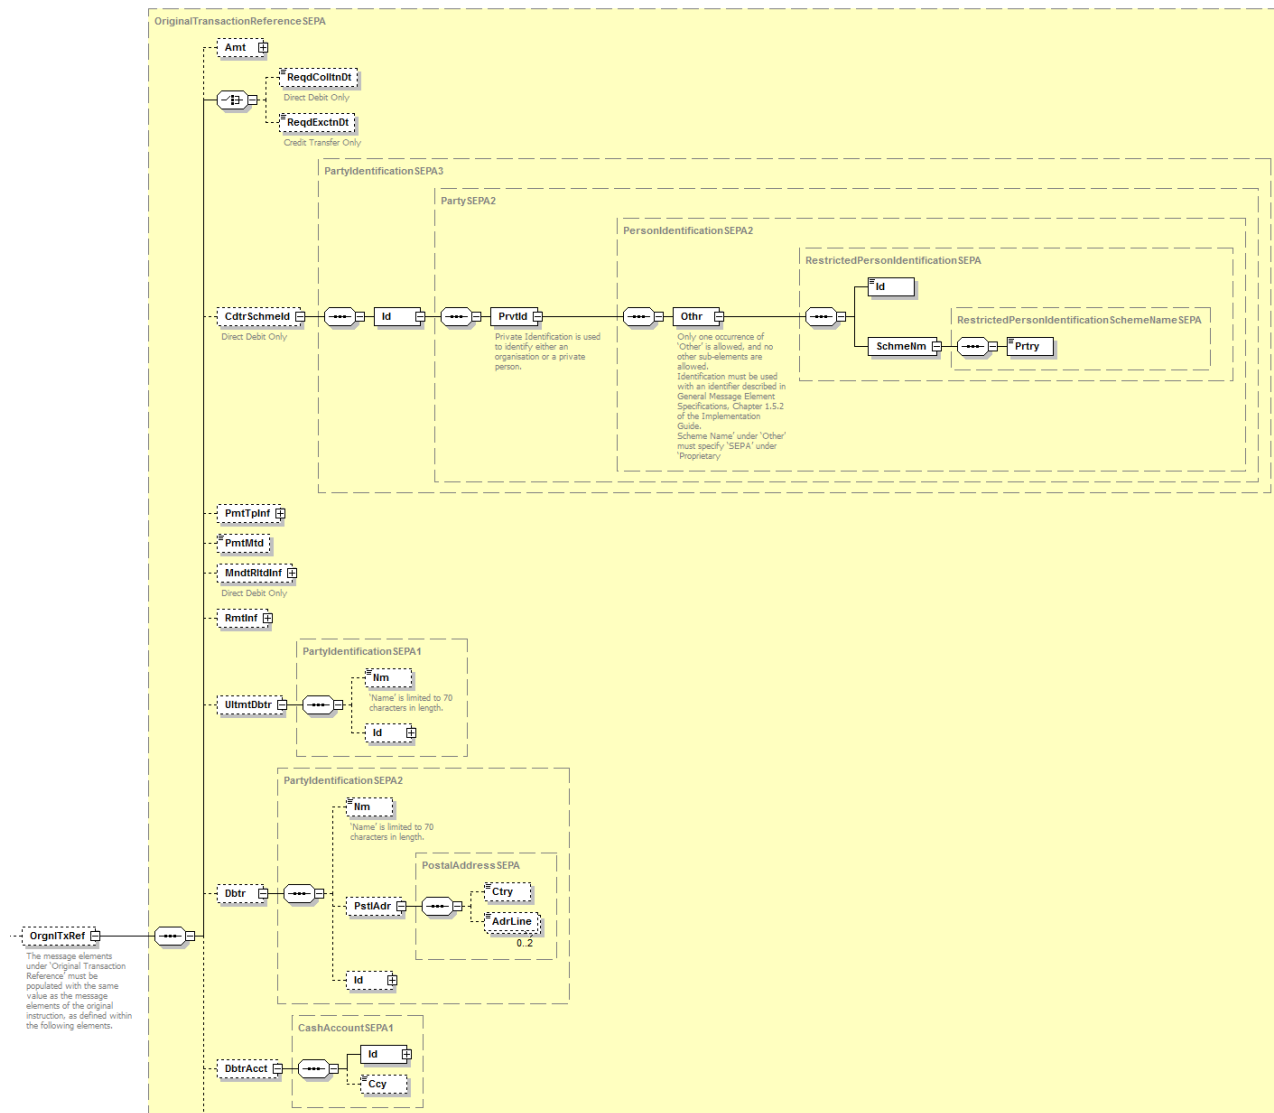 OriginalTransactionReferenceSEPA
Amt
ReqdColltnDt
Direct Debit Only
ReqdExctnDt
Credit Transfer Only
PartyIdentificationSEPA3
PartySEPA2
PersonIdentificationSEPA2
RestrictedPersonIdentificationSEPA
Id
RestrictedPersonIdentificationSchemeNameSEPA
CdtrSchmeId
Direct Debit Only
Id
PrvtId
Private Identification is used
to identify either an
organisation or a private
person.
Othr
Only one occurrence of
'Other' is allowed, and no
other sub-elements are
allowed.
Identification must be used
with an identifier described in
General Message Element
Specifications, Chapter 1.5.2
of the Implementation
Guide.
Scheme Name' under 'Other'
must specify 'SEPA' under
'Proprietary
SchmeNm
Prtry
PmtTpInf
PmtMtd
MndtRltdInf
Direct Debit Only
RmtInf
PartyIdentificationSEPA1
Nm
'Name' is limited to 70
characters in length.
UltmtDbtr
Id
PartyIdentificationSEPA2
Nm
'Name' is limited to 70
characters in length.
PostalAddressSEPA
Ctry
Dbtr
PstlAdr
AdrLine
0..2
OrgnlTxRef
The message elements
under 'Original Transaction
Reference' must be
populated with the same
value as the message
elements of the original
instruction, as defined within
the following elements.
Id
CashAccountSEPA1
Id
DbtrAcct
Ccy